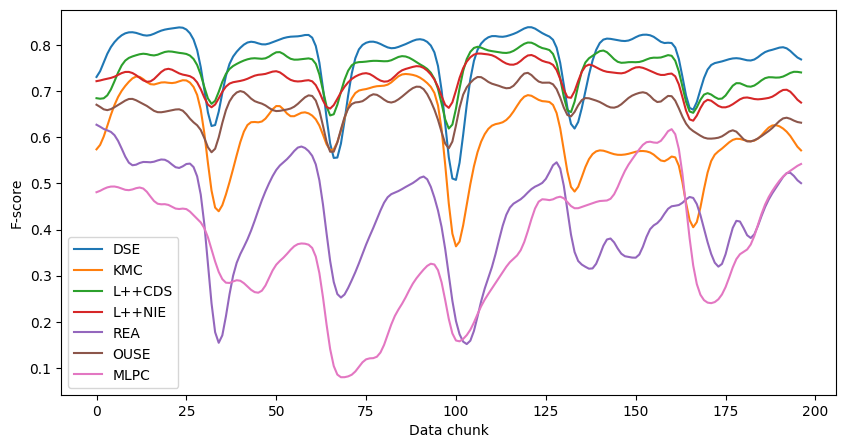 0.8
0.7
0.6
0.5
0.4
0.3
0.2
0.1
F-score
DSE
KMC
L++CDS
L++NIE
REA
OUSE
MLPC
0 25 50 75 100 125 150 175 200
Data chunk